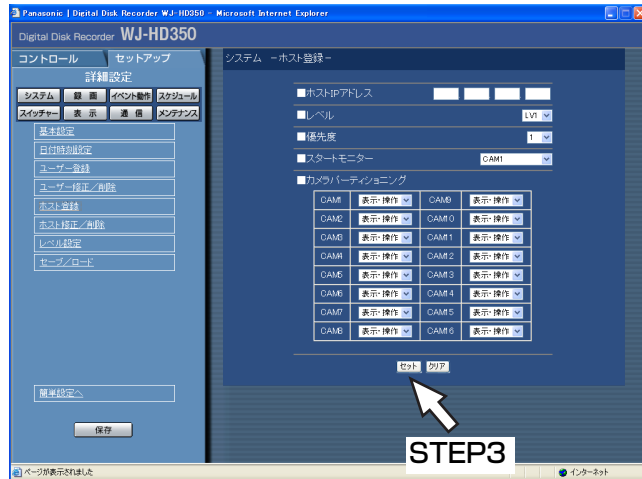 Panasonic | Digital Disk Recorder WJ-HD350 - Microsoft Internet Explorer
Digital Disk Recorder WJ-HD350
コントロール セットアップ
詳細設定
システム 録画 イベント動作 スケジュール
スイッチャー 表示 通信 メンテナンス
基本設定
日付時刻設定
ユーザー登録
ユーザー修正／削除
ホスト登録
ホスト修正／削除
レベル設定
セーブ／ロード
簡単設定へ
保存
システム －ホスト登録－
■ホストIPアドレス
■レベル LV1
■優先度 1
■スタートモニター CAM1
■カメラパーティショニング
CAM1 表示・操作 CAM9 表示・操作
CAM2 表示・操作 CAM10 表示・操作
CAM3 表示・操作 CAM11 表示・操作
CAM4 表示・操作 CAM12 表示・操作
CAM5 表示・操作 CAM13 表示・操作
CAM6 表示・操作 CAM14 表示・操作
CAM7 表示・操作 CAM15 表示・操作
CAM8 表示・操作 CAM16 表示・操作
セット クリア
STEP3
ページが表示されました インターネット